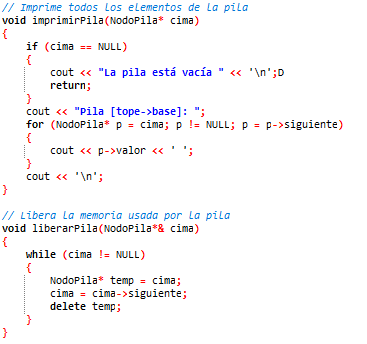 // Imprime todos los elementos de la pila
void imprimirPila(NodoPila* cima)
{
    if (cima == NULL)
    {
        cout << "La pila está vacía " << '\n';D
        return;
    }
    cout << "Pila [tope->base]: ";
    for (NodoPila* p = cima; p != NULL; p = p->siguiente)
    {
        cout << p->valor << ' ';
    }
    cout << '\n';
}

// Libera la memoria usada por la pila
void liberarPila(NodoPila*& cima)
{
    while (cima != NULL)
    {
        NodoPila* temp = cima;
        cima = cima->siguiente;
        delete temp;
    }
}